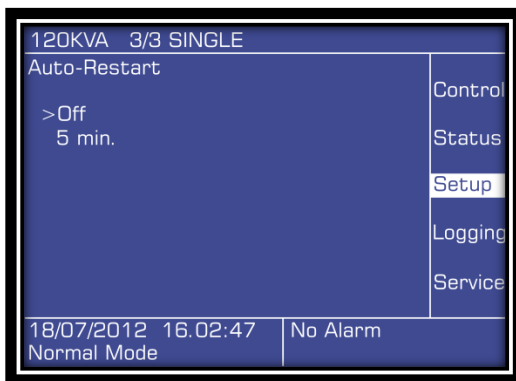 120KVA 3/3 SINGLE
Auto-Restart
>Off
5 min.
Control
Status
Setup
Logging
Service
18/07/2012 16.02:47
Normal Mode
No Alarm